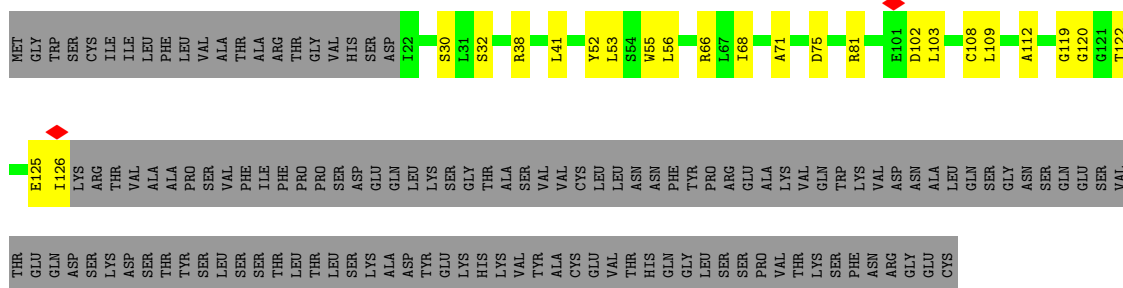 MET GLY TRP SER CYS ILE ILE LEU PHE LEU VAL ALA THR ALA ARG THR GLY VAL HIS SER ASP I22 S30 L31 S32 R38 L41 Y52 L53 S54 W55 L56 R66 L67 I68 A71 D75 R81 E101 D102 L103 C108 L109 A112 G119 G120 G121 T122
E125 I126 LYS ARG THR VAL ALA ALA PRO SER VAL PHE ILE PHE PRO PRO SER ASP GLU GLN LEU LYS SER GLY THR ALA SER VAL VAL CYS LEU LEU ASN ASN PHE TYR PRO ARG GLU ALA LYS VAL GLN TRP LYS VAL ASP ASN ALA LEU GLN SER GLY ASN SER GLN GLU SER VAL
THR GLU GLN ASP SER LYS ASP SER THR TYR SER LEU SER SER THR LEU THR LEU SER LYS ALA ASP TYR GLU LYS HIS LYS VAL TYR ALA CYS GLU VAL THR HIS GLN GLY LEU SER SER PRO VAL THR LYS SER PHE ASN ARG GLY GLU CYS